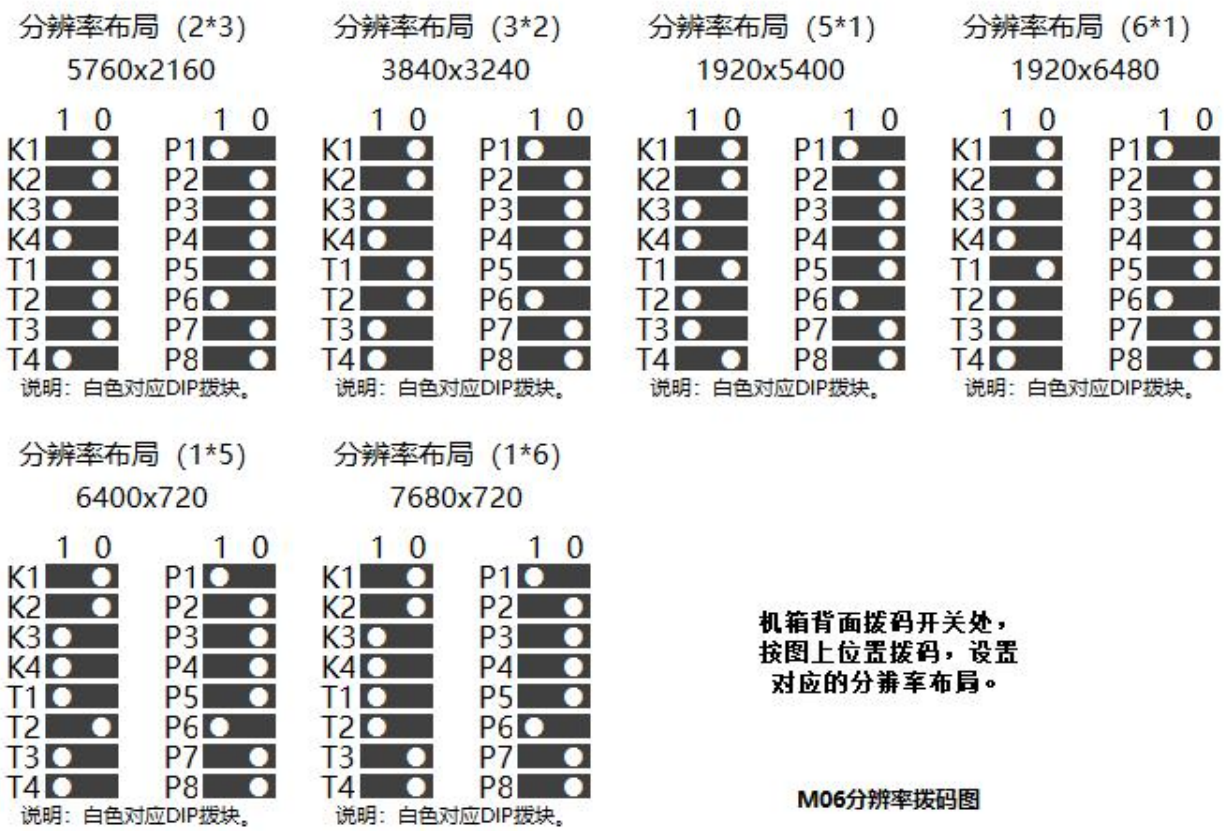 分辨率布局（2*3）
5760x2160
1 0 1 0
K1 P1
K2 P2
K3 P3
K4 P4
T1 P5
T2 P6
T3 P7
T4 P8
说明：白色对应DIP拨块。
分辨率布局（3*2）
3840x3240
1 0 1 0
K1 P1
K2 P2
K3 P3
K4 P4
T1 P5
T2 P6
T3 P7
T4 P8
说明：白色对应DIP拨块。
分辨率布局（5*1）
1920x5400
1 0 1 0
K1 P1
K2 P2
K3 P3
K4 P4
T1 P5
T2 P6
T3 P7
T4 P8
说明：白色对应DIP拨块。
分辨率布局（6*1）
1920x6480
1 0 1 0
K1 P1
K2 P2
K3 P3
K4 P4
T1 P5
T2 P6
T3 P7
T4 P8
说明：白色对应DIP拨块。
分辨率布局（1*5）
6400x720
1 0 1 0
K1 P1
K2 P2
K3 P3
K4 P4
T1 P5
T2 P6
T3 P7
T4 P8
说明：白色对应DIP拨块。
分辨率布局（1*6）
7680x720
1 0 1 0
K1 P1
K2 P2
K3 P3
K4 P4
T1 P5
T2 P6
T3 P7
T4 P8
说明：白色对应DIP拨块。
机箱背面拨码开关处，
按图上位置拨码，设置
对应的分辨率布局。
M06分辨率拨码图